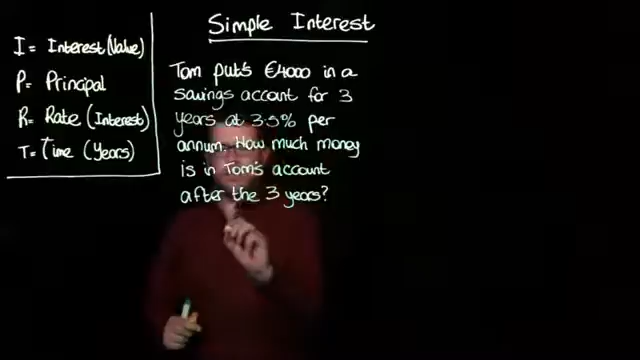 Simple Interest
I = Interest (Value)
P = Principal
R = Rate (Interest)
T = Time (Years)
Tom put's €4000 in a
savings account for 3
years at 3.5% per
annum. How much money
is in Tom's account
after the 3 years?